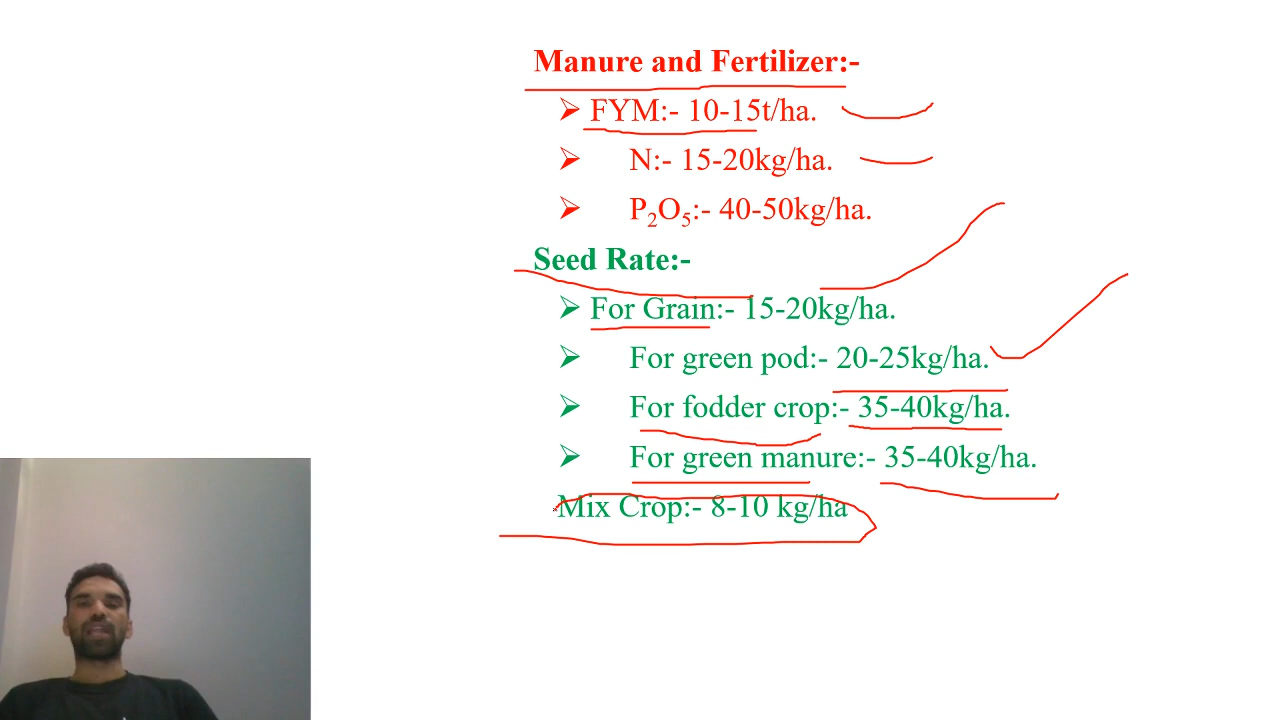 Manure and Fertilizer:-
➢ FYM:- 10-15t/ha.
➢ N:- 15-20kg/ha.
➢ P₂O₅:- 40-50kg/ha.
Seed Rate:-
➢ For Grain:- 15-20kg/ha.
➢ For green pod:- 20-25kg/ha.
➢ For fodder crop:- 35-40kg/ha.
➢ For green manure:- 35-40kg/ha.
Mix Crop:- 8-10 kg/ha